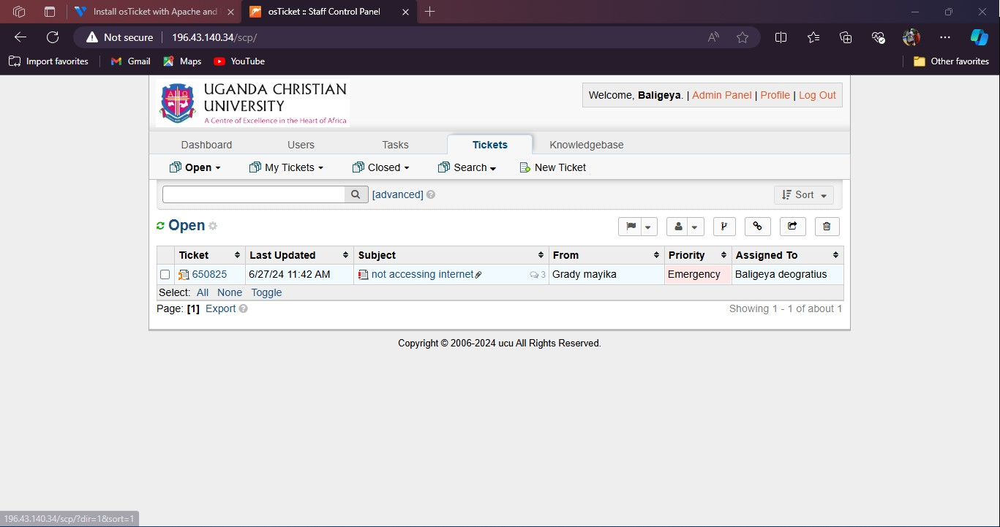 Install osTicket with Apache and
osTicket :: Staff Control Panel
Not secure
196.43.140.34/scp/
Import favorites
Gmail
Maps
YouTube
Other favorites
UGANDA CHRISTIAN
UNIVERSITY
A Centre of Excellence in the Heart of Africa
Welcome, Baligeya. | Admin Panel | Profile | Log Out
Dashboard Users Tasks Tickets Knowledgebase
Open My Tickets Closed Search New Ticket
[advanced] Sort
Open
Ticket Last Updated Subject From Priority Assigned To
650825 6/27/24 11:42 AM not accessing internet 3 Grady mayika Emergency Baligeya deogratius
Select: All None Toggle
Page: [1] Export Showing 1 - 1 of about 1
Copyright © 2006-2024 ucu All Rights Reserved.
196.43.140.34/scp/?dir=1&sort=1